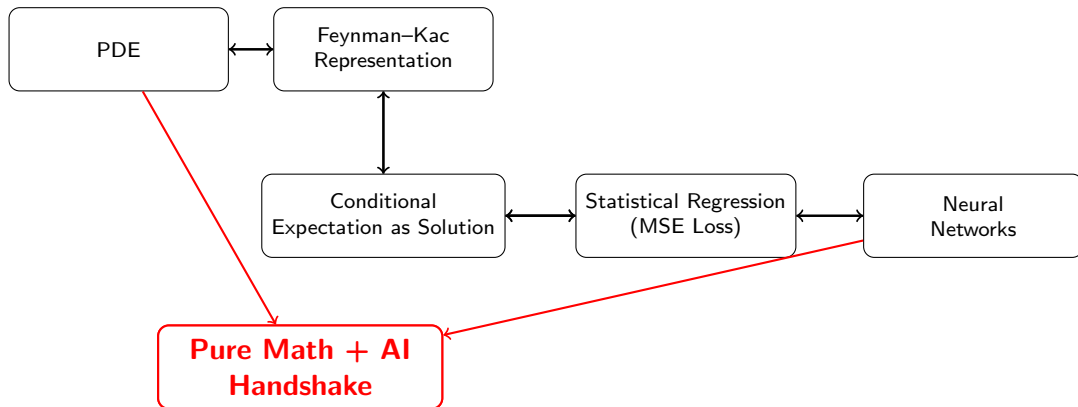 PDE
Feynman–Kac
Representation
Conditional
Expectation as Solution
Statistical Regression
(MSE Loss)
Neural
Networks
Pure Math + AI
Handshake